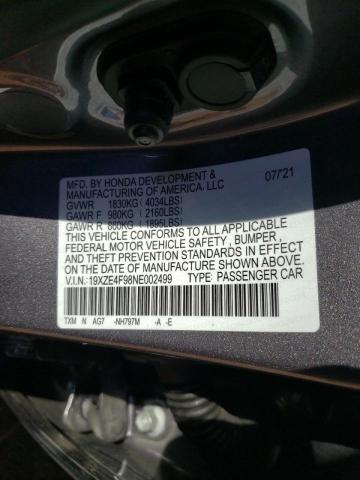 MFD. BY HONDA DEVELOPMENT & 07/21
MANUFACTURING OF AMERICA, LLC
GVWR 1830KG ( 4034LBS)
GAWR F 980KG ( 2160LBS)
GAWR R 860KG ( 1895LBS)
THIS VEHICLE CONFORMS TO ALL APPLICABLE
FEDERAL MOTOR VEHICLE SAFETY , BUMPER ,
AND THEFT PREVENTION STANDARDS IN EFFECT
ON THE DATE OF MANUFACTURE SHOWN ABOVE.
V.I.N.: 19XZE4F98NE002499 TYPE: PASSENGER CAR
TXM N AG7 -NH797M -A -E